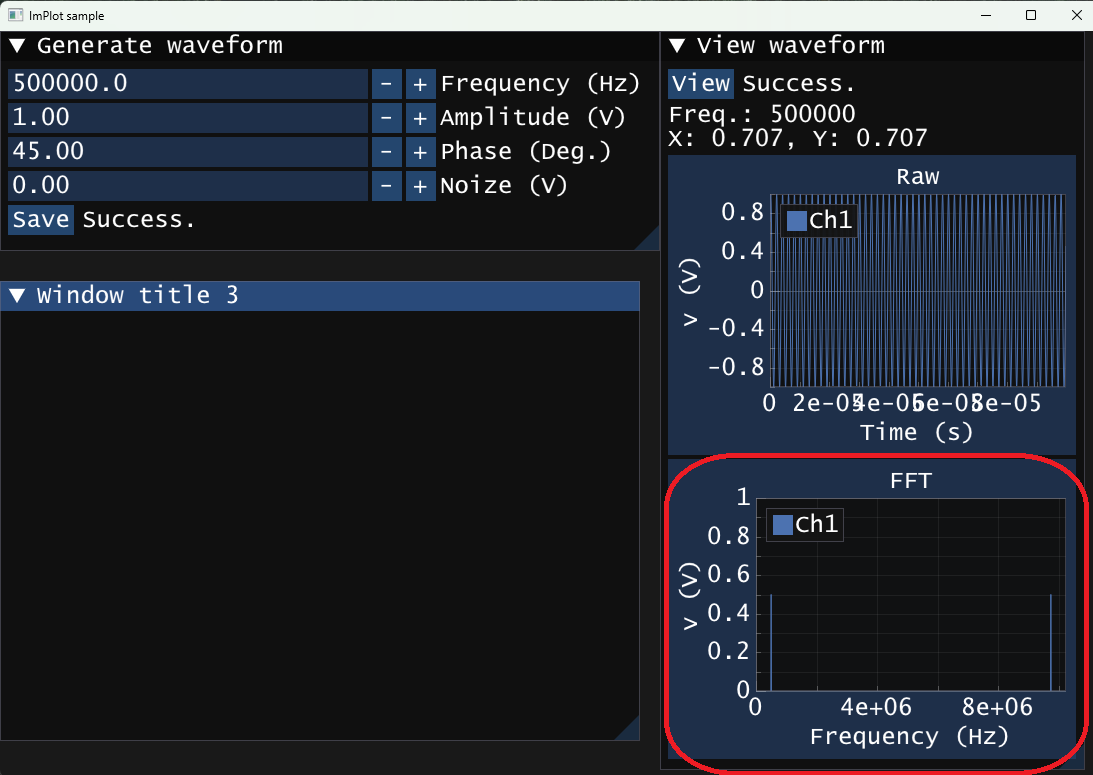 ImPlot sample
▼ Generate waveform
500000.0 - + Frequency (Hz)
1.00 - + Amplitude (V)
45.00 - + Phase (Deg.)
0.00 - + Noize (V)
Save Success.
▼ Window title 3
▼ View waveform
View Success.
Freq.: 500000
X: 0.707, Y: 0.707
Raw
Ch1
0.8
0.4
0
-0.4
-0.8
v (V)
0 2e-05 4e-05 6e-05 8e-05
Time (s)
FFT
Ch1
1
0.8
0.6
0.4
0.2
0
v (V)
0 4e+06 8e+06
Frequency (Hz)